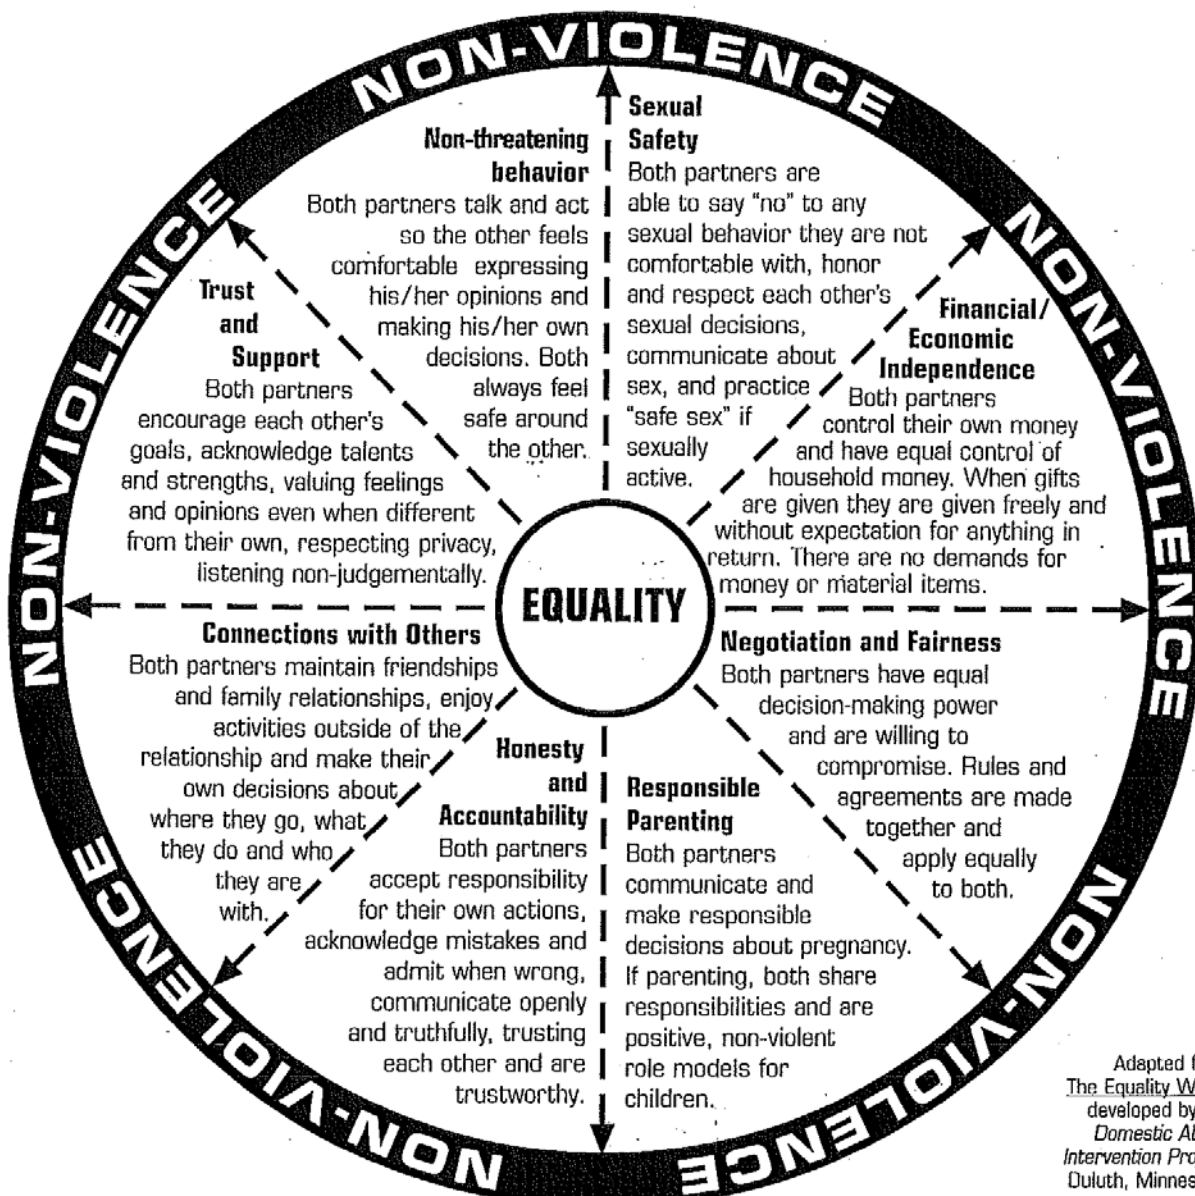 NON-VIOLENCE
NON-VIOLENCE
NON-VIOLENCE
NON-VIOLENCE
NON-VIOLENCE
NON-VIOLENCE
Sexual
Safety
Both partners are
able to say "no" to any
sexual behavior they are not
comfortable with, honor
and respect each other's
sexual decisions,
communicate about
sex, and practice
"safe sex" if
sexually
active.
Financial/
Economic
Independence
Both partners
control their own money
and have equal control of
household money. When gifts
are given they are given freely and
without expectation for anything in
return. There are no demands for
money or material items.
Negotiation and Fairness
Both partners have equal
decision-making power
and are willing to
compromise. Rules and
agreements are made
together and
apply equally
to both.
Responsible
Parenting
Both partners
communicate and
make responsible
decisions about pregnancy.
If parenting, both share
responsibilities and are
positive, non-violent
role models for
children.
Honesty
and
Accountability
Both partners
accept responsibility
for their own actions,
acknowledge mistakes and
admit when wrong,
communicate openly
and truthfully, trusting
each other and are
trustworthy.
Connections with Others
Both partners maintain friendships
and family relationships, enjoy
activities outside of the
relationship and make their
own decisions about
where they go, what
they do and who
they are
with.
Trust
and
Support
Both partners
encourage each other's
goals, acknowledge talents
and strengths, valuing feelings
and opinions even when different
from their own, respecting privacy,
listening non-judgementally.
Non-threatening
behavior
Both partners talk and act
so the other feels
comfortable expressing
his/her opinions and
making his/her own
decisions. Both
always feel
safe around
the other.
EQUALITY
Adapted
The Equality
developed by
Domestic
Intervention
Duluth,